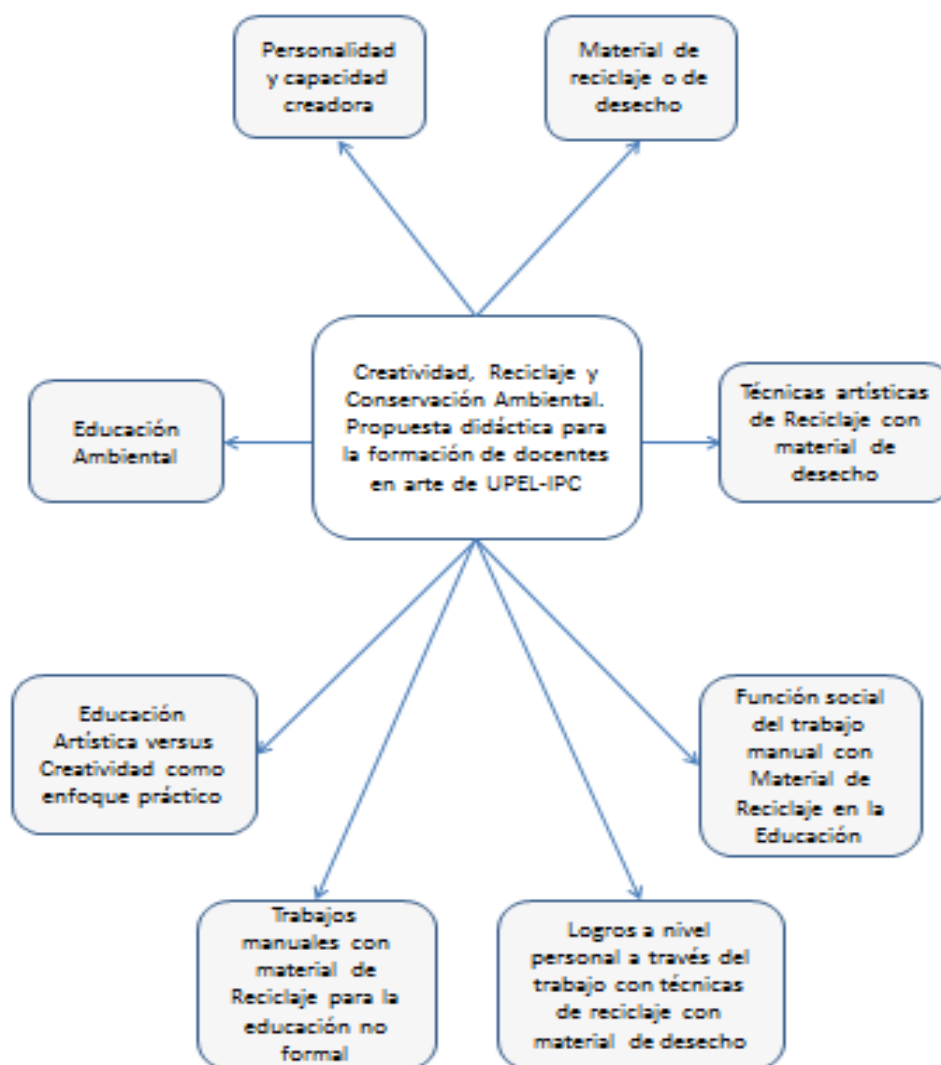 Personalidad
y capacidad
creadora
Material de
reciclaje o de
desecho
Creatividad, Reciclaje y
Conservación Ambiental.
Propuesta didáctica para
la formación de docentes
en arte de UPEL-IPC
Educación
Ambiental
Técnicas artísticas
de Reciclaje con
material de
desecho
Educación
Artística versus
Creatividad como
enfoque práctico
Función social
del trabajo
manual con
Material de
Reciclaje en la
Educación
Trabajos
manuales con
material de
Reciclaje para la
educación no
formal
Logros a nivel
personal a través del
trabajo con técnicas
de reciclaje con
material de desecho